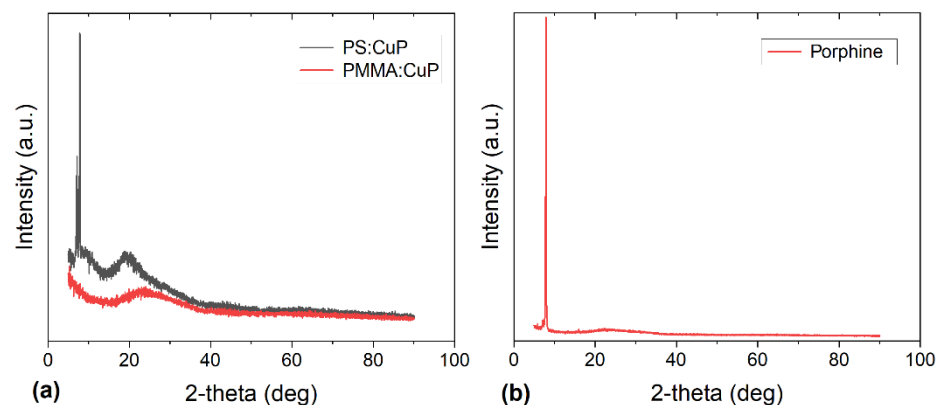 PS:CuP
PMMA:CuP
Intensity (a.u.)
0 20 40 60 80 100
(a)
2-theta (deg)
Porphine
Intensity (a.u.)
0 20 40 60 80 100
(b)
2-theta (deg)